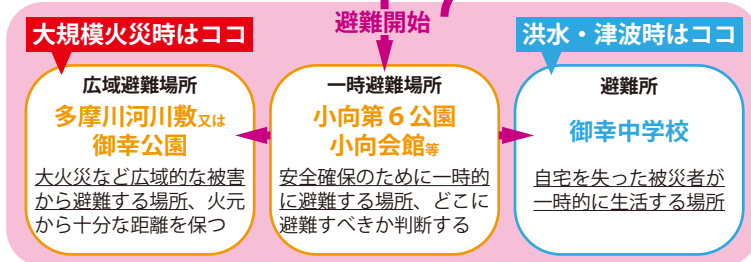 避難開始
大規模火災時はココ
広域避難場所
多摩川河川敷又は
御幸公園
大火災など広域的な被害
から避難する場所、火元
から十分な距離を保つ
一時避難場所
小向第6公園
小向会館等
安全確保のために一時的
に避難する場所、どこに
避難すべきか判断する
洪水・津波時はココ
避難所
御幸中学校
自宅を失った被災者が
一時的に生活する場所